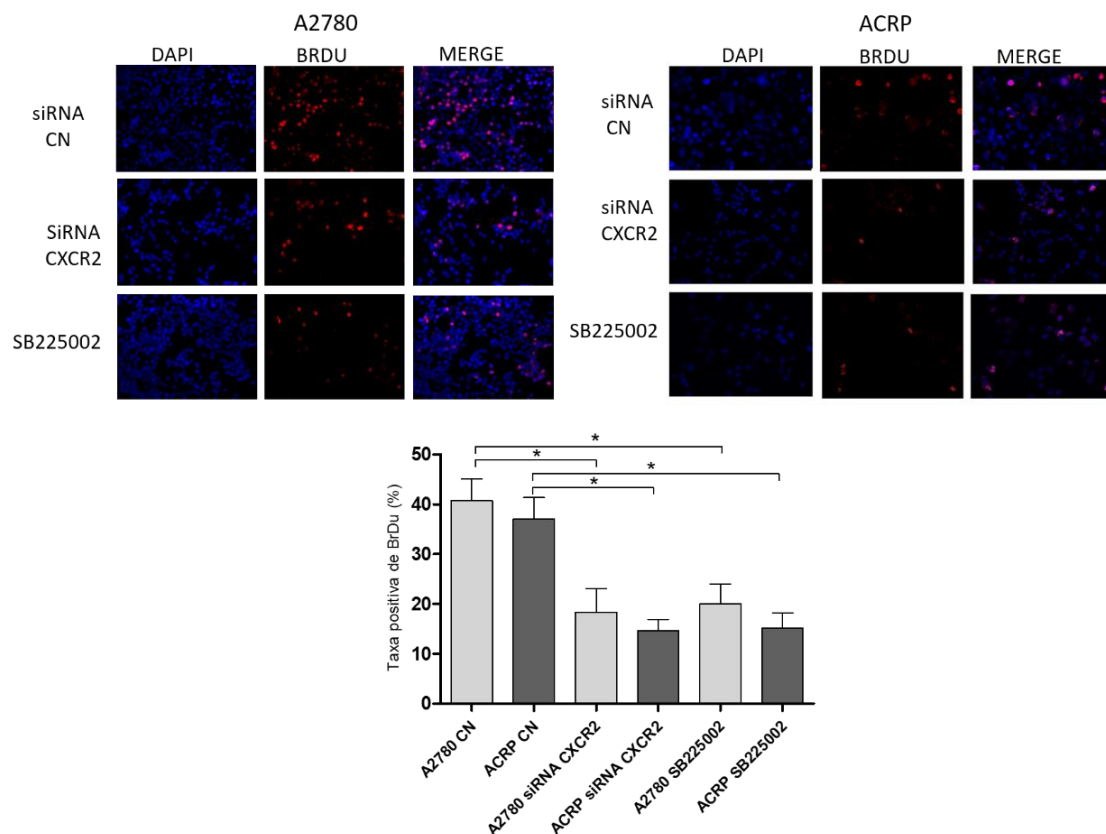 A2780
DAPI BRDU MERGE
siRNA
CN
SiRNA
CXCR2
SB225002
ACRP
DAPI BRDU MERGE
siRNA
CN
siRNA
CXCR2
SB225002
*
*
*
*
Taxa positiva de BrDu (%)
50
40
30
20
10
0
A2780 CN
ACRP CN
A2780 siRNA CXCR2
ACRP siRNA CXCR2
A2780 SB225002
ACRP SB225002